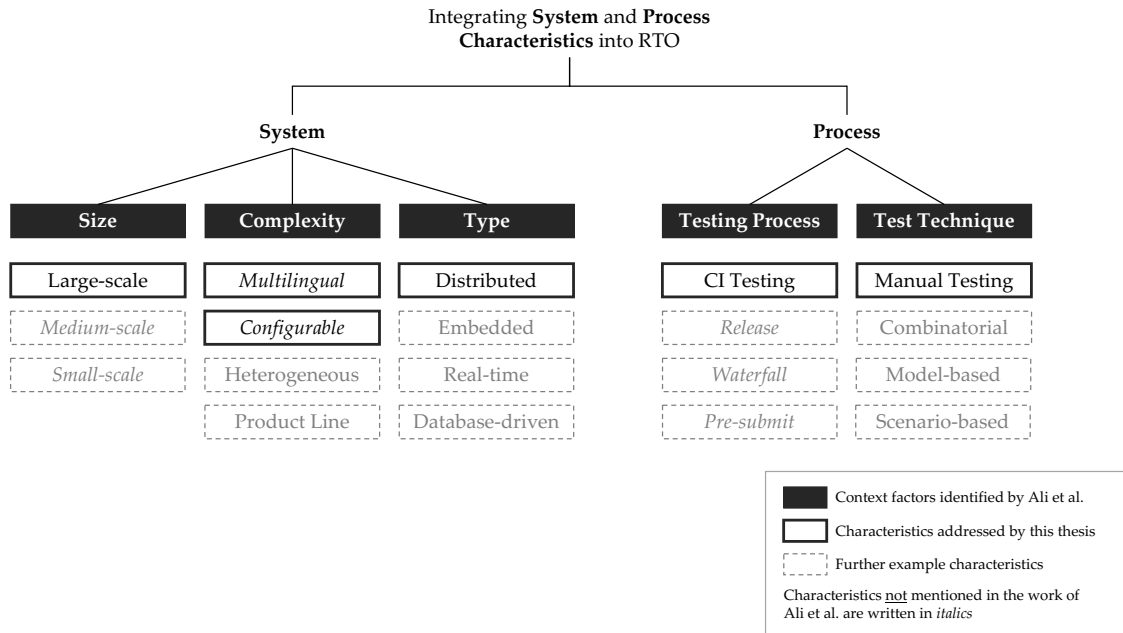 Integrating System and Process
Characteristics into RTO
System
Process
Size
Complexity
Type
Testing Process
Test Technique
Large-scale
Multilingual
Distributed
CI Testing
Manual Testing
Medium-scale
Configurable
Embedded
Release
Combinatorial
Small-scale
Heterogeneous
Real-time
Waterfall
Model-based
Product Line
Database-driven
Pre-submit
Scenario-based
Context factors identified by Ali et al.
Characteristics addressed by this thesis
Further example characteristics
Characteristics not mentioned in the work of
Ali et al. are written in italics